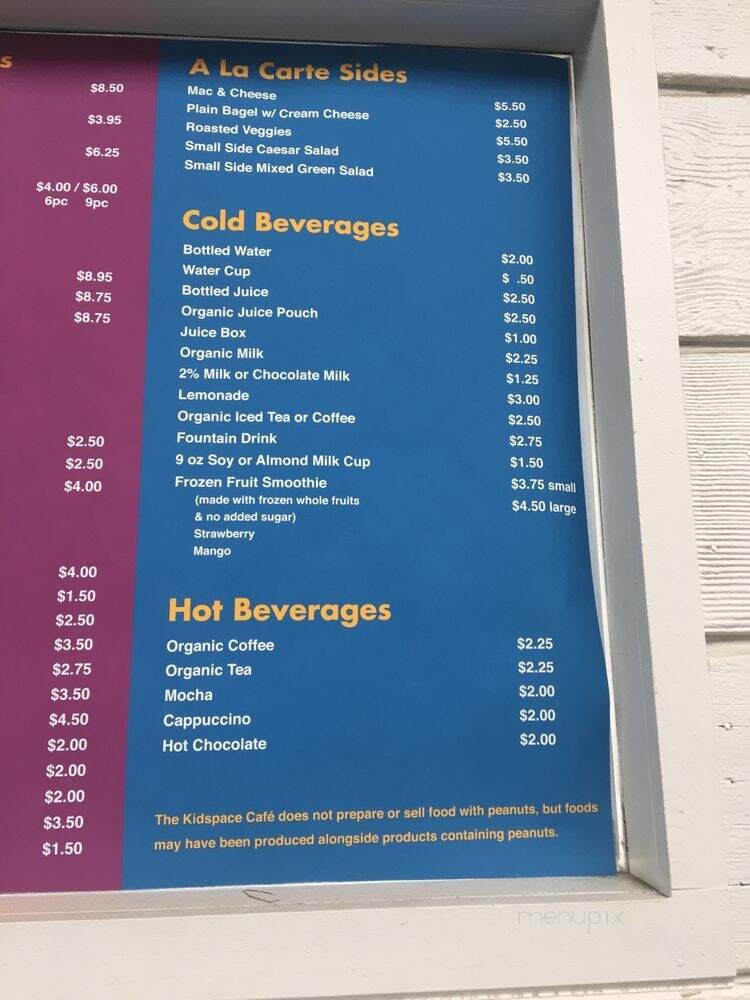 s
$8.50
$3.95
$6.25
$4.00 / $6.00
6pc 9pc
$8.95
$8.75
$8.75
$2.50
$2.50
$4.00
$4.00
$1.50
$2.50
$3.50
$2.75
$3.50
$4.50
$2.00
$2.00
$2.00
$3.50
$1.50
A La Carte Sides
Mac & Cheese $5.50
Plain Bagel w/ Cream Cheese $2.50
Roasted Veggies $5.50
Small Side Caesar Salad $3.50
Small Side Mixed Green Salad $3.50
Cold Beverages
Bottled Water $2.00
Water Cup $ .50
Bottled Juice $2.50
Organic Juice Pouch $2.50
Juice Box $1.00
Organic Milk $2.25
2% Milk or Chocolate Milk $1.25
Lemonade $3.00
Organic Iced Tea or Coffee $2.50
Fountain Drink $2.75
9 oz Soy or Almond Milk Cup $1.50
Frozen Fruit Smoothie $3.75 small
(made with frozen whole fruits $4.50 large
& no added sugar)
Strawberry
Mango
Hot Beverages
Organic Coffee $2.25
Organic Tea $2.25
Mocha $2.00
Cappuccino $2.00
Hot Chocolate $2.00
The Kidspace Café does not prepare or sell food with peanuts, but foods
may have been produced alongside products containing peanuts.
menupix